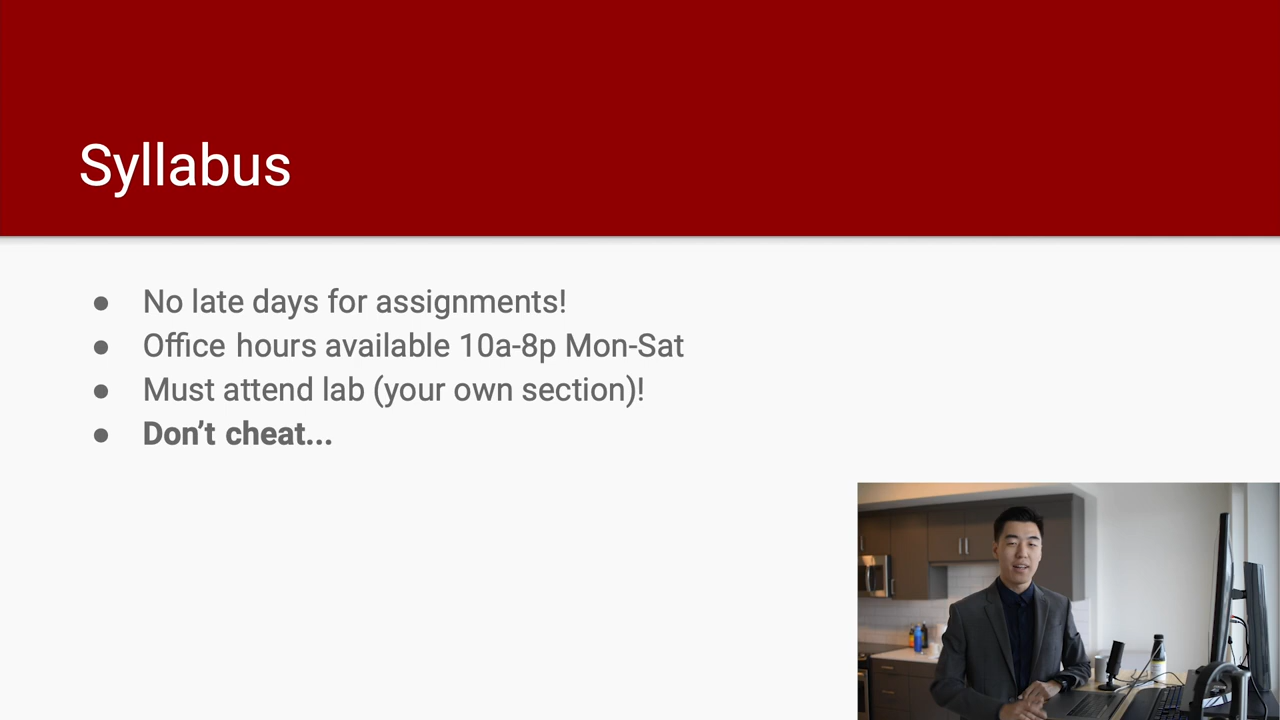 Syllabus
No late days for assignments!
Office hours available 10a-8p Mon-Sat
Must attend lab (your own section)!
Don’t cheat...